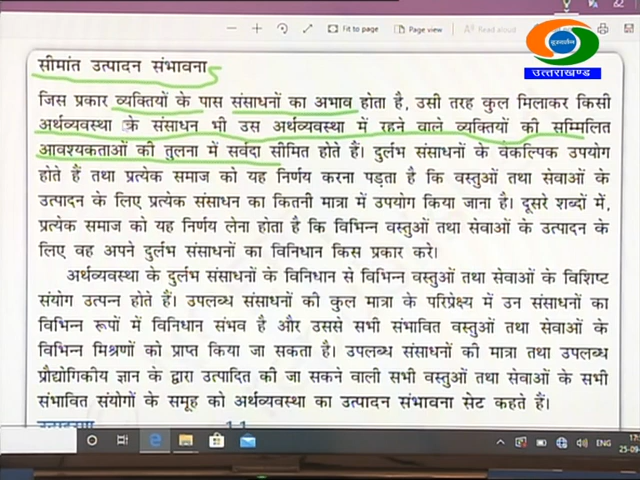 Fit to page
Page view
Read aloud
दूरदर्शन
उत्तराखण्ड
सीमांत उत्पादन संभावना
जिस प्रकार व्यक्तियों के पास संसाधनों का अभाव होता है, उसी तरह कुल मिलाकर किसी
अर्थव्यवस्था के संसाधन भी उस अर्थव्यवस्था में रहने वाले व्यक्तियों की सम्मिलित
आवश्यकताओं की तुलना में सर्वदा सीमित होते हैं। दुर्लभ संसाधनों के वैकल्पिक उपयोग
होते हैं तथा प्रत्येक समाज को यह निर्णय करना पड़ता है कि वस्तुओं तथा सेवाओं के
उत्पादन के लिए प्रत्येक संसाधन का कितनी मात्रा में उपयोग किया जाना है। दूसरे शब्दों में,
प्रत्येक समाज को यह निर्णय लेना होता है कि विभिन्न वस्तुओं तथा सेवाओं के उत्पादन के
लिए वह अपने दुर्लभ संसाधनों का विनिधान किस प्रकार करे।
अर्थव्यवस्था के दुर्लभ संसाधनों के विनिधान से विभिन्न वस्तुओं तथा सेवाओं के विशिष्ट
संयोग उत्पन्न होते हैं। उपलब्ध संसाधनों की कुल मात्रा के परिप्रेक्ष्य में उन संसाधनों का
विभिन्न रूपों में विनिधान संभव है और उससे सभी संभावित वस्तुओं तथा सेवाओं के
विभिन्न मिश्रणों को प्राप्त किया जा सकता है। उपलब्ध संसाधनों की मात्रा तथा उपलब्ध
प्रौद्योगिकीय ज्ञान के द्वारा उत्पादित की जा सकने वाली सभी वस्तुओं तथा सेवाओं के सभी
संभावित संयोगों के समूह को अर्थव्यवस्था का उत्पादन संभावना सेट कहते हैं।
ENG